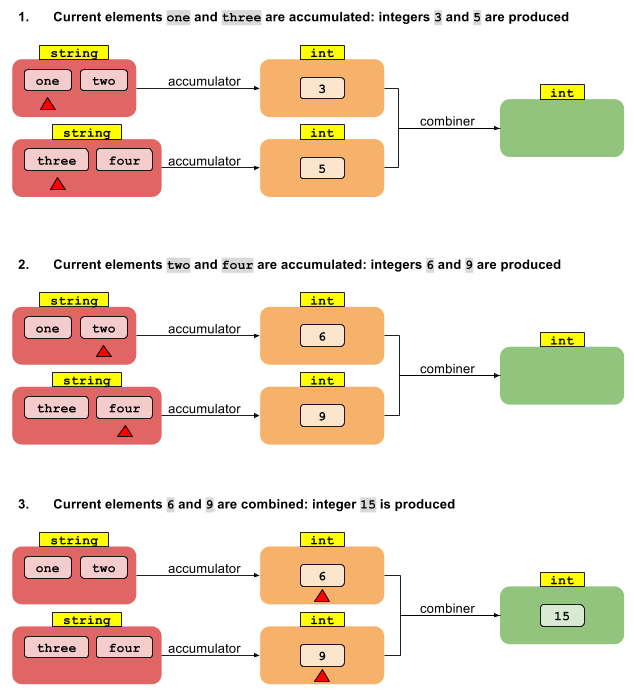 1. Current elements one and three are accumulated: integers 3 and 5 are produced
string
int
one two
accumulator
3
int
string
int
combiner
three four
accumulator
5
2. Current elements two and four are accumulated: integers 6 and 9 are produced
string
int
one two
accumulator
6
int
string
int
combiner
three four
accumulator
9
3. Current elements 6 and 9 are combined: integer 15 is produced
string
int
one two
accumulator
6
int
string
int
combiner
15
three four
accumulator
9